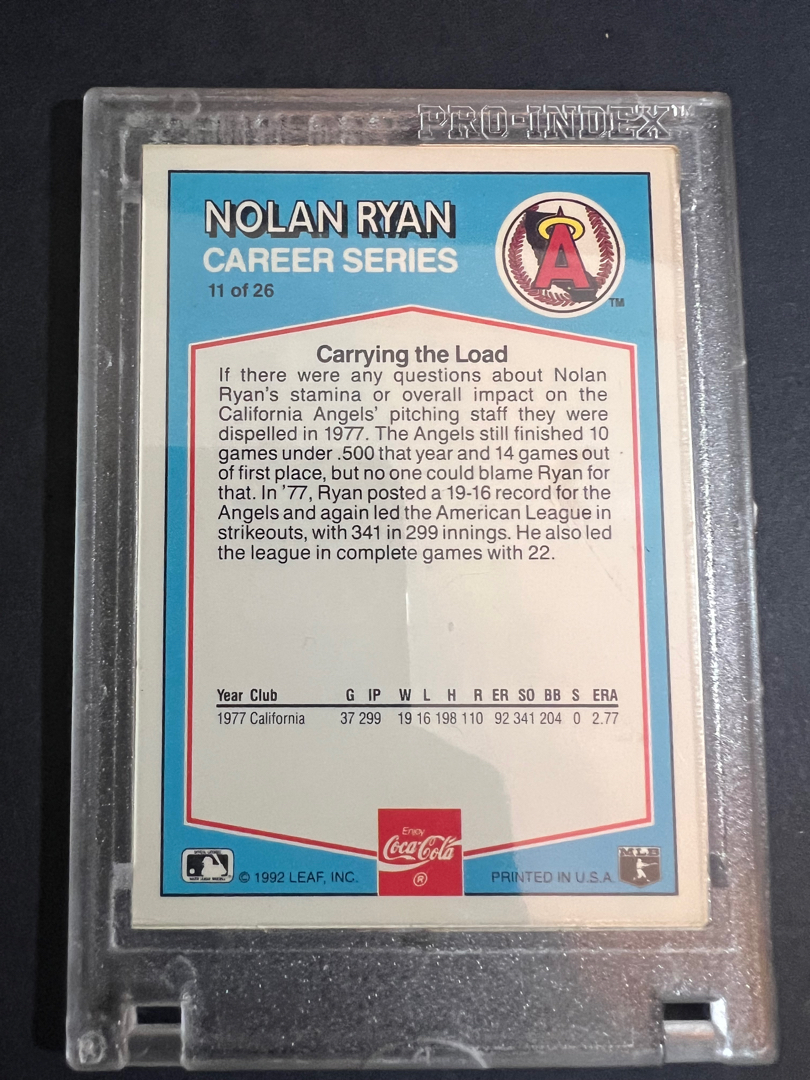 PRO-INDEX™
NOLAN RYAN
CAREER SERIES
11 of 26
A
TM
Carrying the Load
If there were any questions about Nolan
Ryan's stamina or overall impact on the
California Angels' pitching staff they were
dispelled in 1977. The Angels still finished 10
games under .500 that year and 14 games out
of first place, but no one could blame Ryan for
that. In '77, Ryan posted a 19-16 record for the
Angels and again led the American League in
strikeouts, with 341 in 299 innings. He also led
the league in complete games with 22.
Year Club G IP W L H R ER SO BB S ERA
1977 California 37 299 19 16 198 110 92 341 204 0 2.77
Enjoy
Coca-Cola
®
© 1992 LEAF, INC.
PRINTED IN U.S.A.
MLB